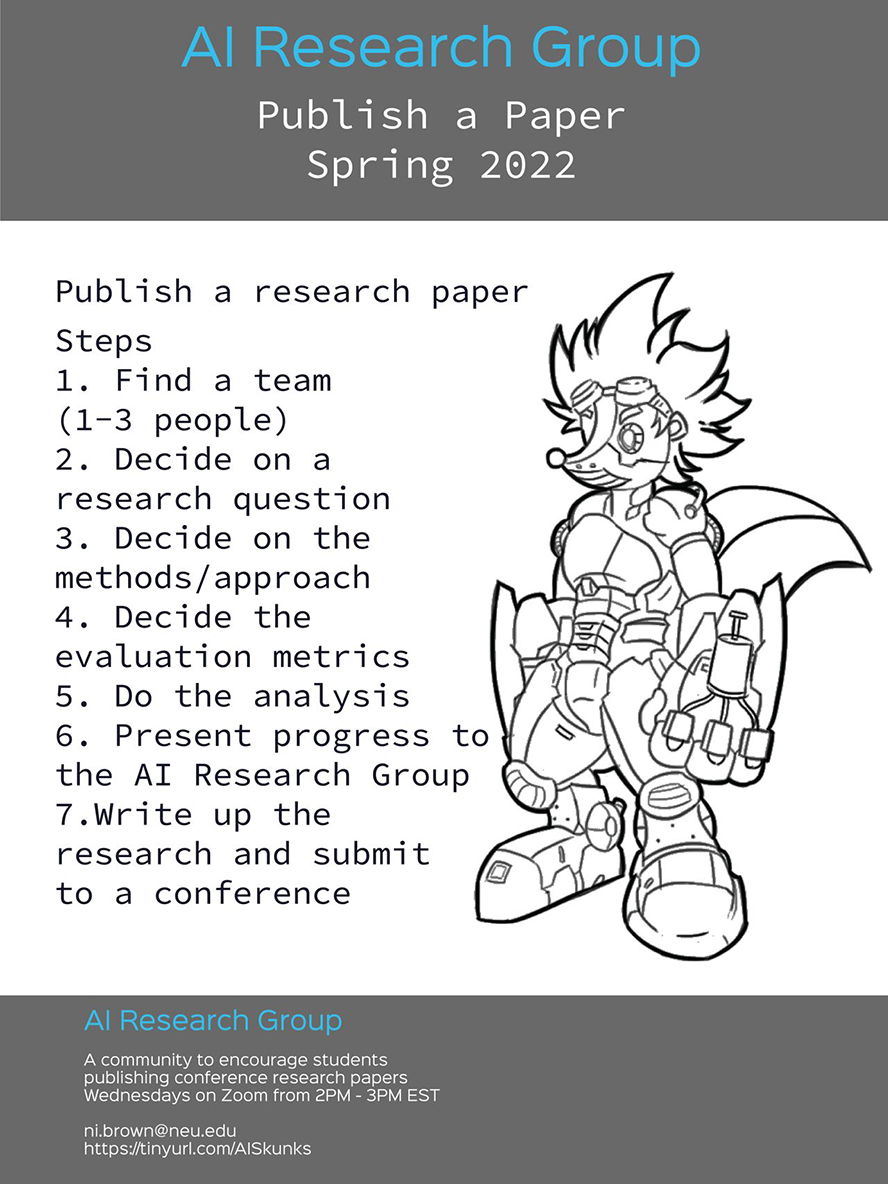 AI Research Group
Publish a Paper
Spring 2022
Publish a research paper
Steps
1. Find a team
(1-3 people)
2. Decide on a
research question
3. Decide on the
methods/approach
4. Decide the
evaluation metrics
5. Do the analysis
6. Present progress to
the AI Research Group
7.Write up the
research and submit
to a conference
AI Research Group
A community to encourage students
publishing conference research papers
Wednesdays on Zoom from 2PM - 3PM EST
ni.brown@neu.edu
https://tinyurl.com/AISkunks